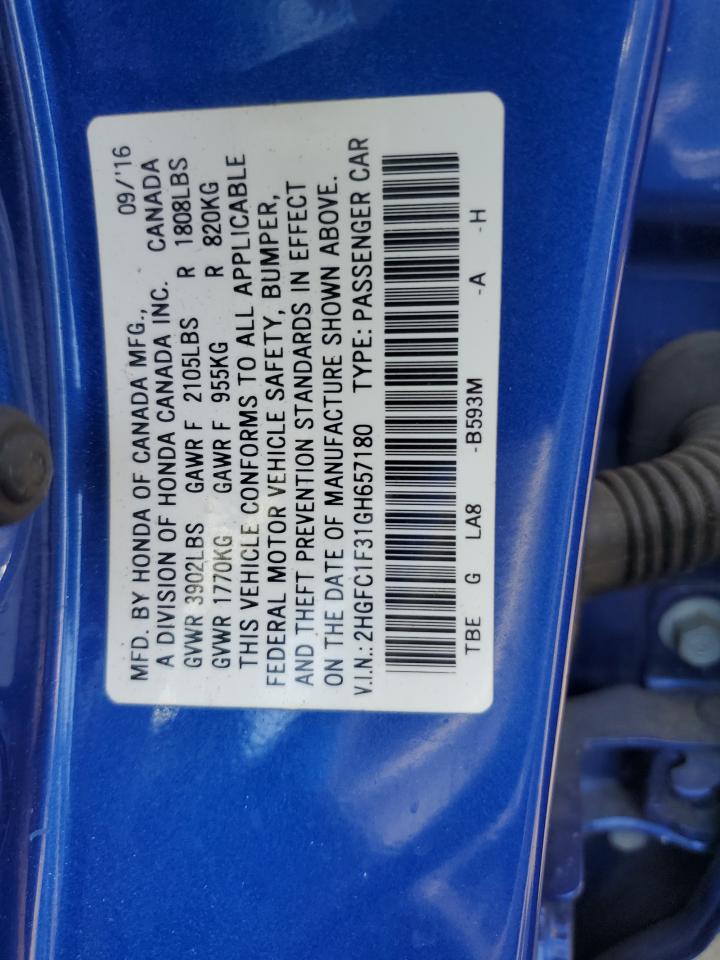 MFD. BY HONDA OF CANADA MFG., 09/'16
A DIVISION OF HONDA CANADA INC. CANADA
GVWR 3902LBS GAWR F 2105LBS R 1808LBS
GVWR 1770KG GAWR F 955KG R 820KG
THIS VEHICLE CONFORMS TO ALL APPLICABLE
FEDERAL MOTOR VEHICLE SAFETY, BUMPER,
AND THEFT PREVENTION STANDARDS IN EFFECT
ON THE DATE OF MANUFACTURE SHOWN ABOVE.
V.I.N.: 2HGFC1F31GH657180 TYPE: PASSENGER CAR
TBE G LA8 -B593M -A -H